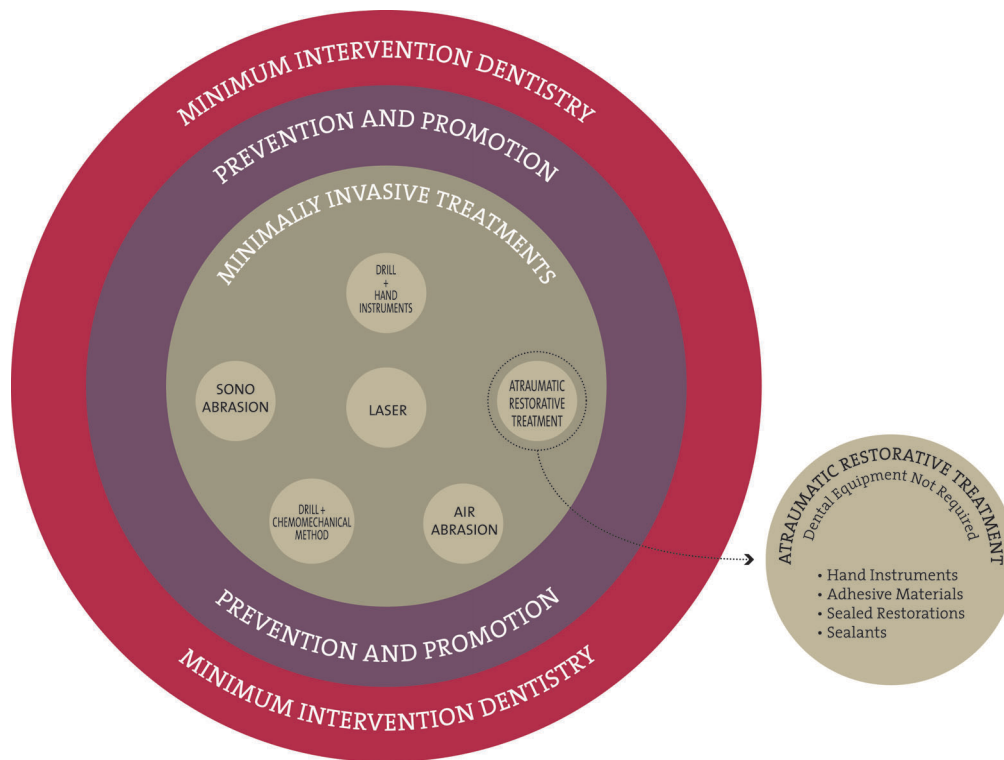 MINIMUM INTERVENTION DENTISTRY
PREVENTION AND PROMOTION
MINIMALLY INVASIVE TREATMENTS
DRILL
+
HAND
INSTRUMENTS
SONO
ABRASION
LASER
ATRAUMATIC
RESTORATIVE
TREATMENT
DRILL +
CHEMOMECHANICAL
METHOD
AIR
ABRASION
PREVENTION AND PROMOTION
MINIMUM INTERVENTION DENTISTRY
ATRAUMATIC RESTORATIVE TREATMENT
Dental Equipment Not Required
• Hand Instruments
• Adhesive Materials
• Sealed Restorations
• Sealants